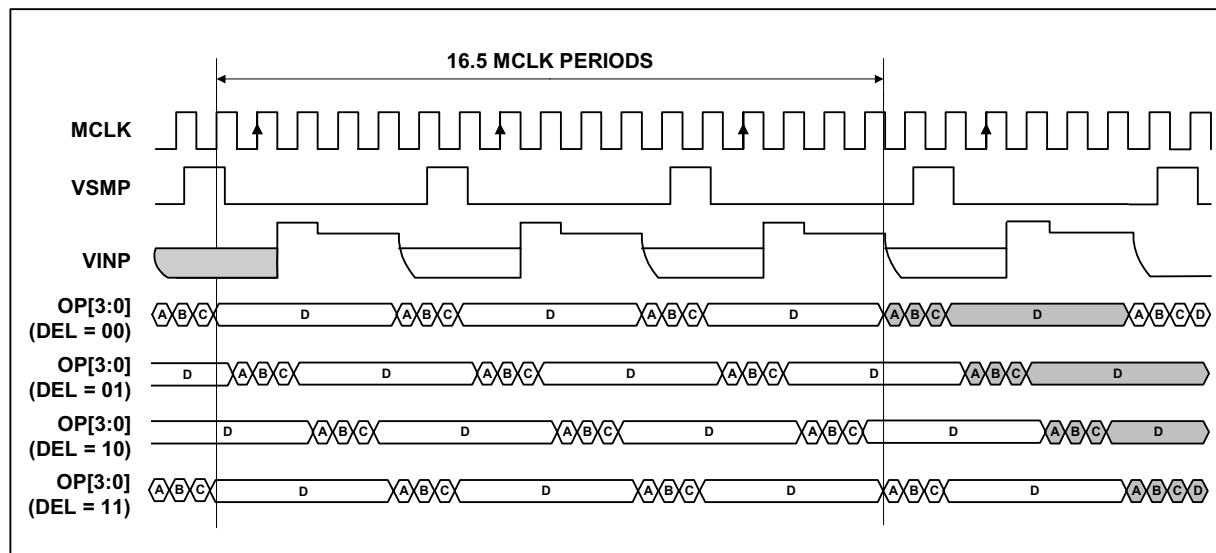 16.5 MCLK PERIODS
MCLK
VSMP
VINP
OP[3:0]
(DEL = 00)
A B C D A B C D A B C D A B C D A B C D
OP[3:0]
(DEL = 01)
D A B C D A B C D A B C D A B C D
OP[3:0]
(DEL = 10)
D A B C D A B C D A B C D A B C D
OP[3:0]
(DEL = 11)
A B C D A B C D A B C D A B C D A B C D